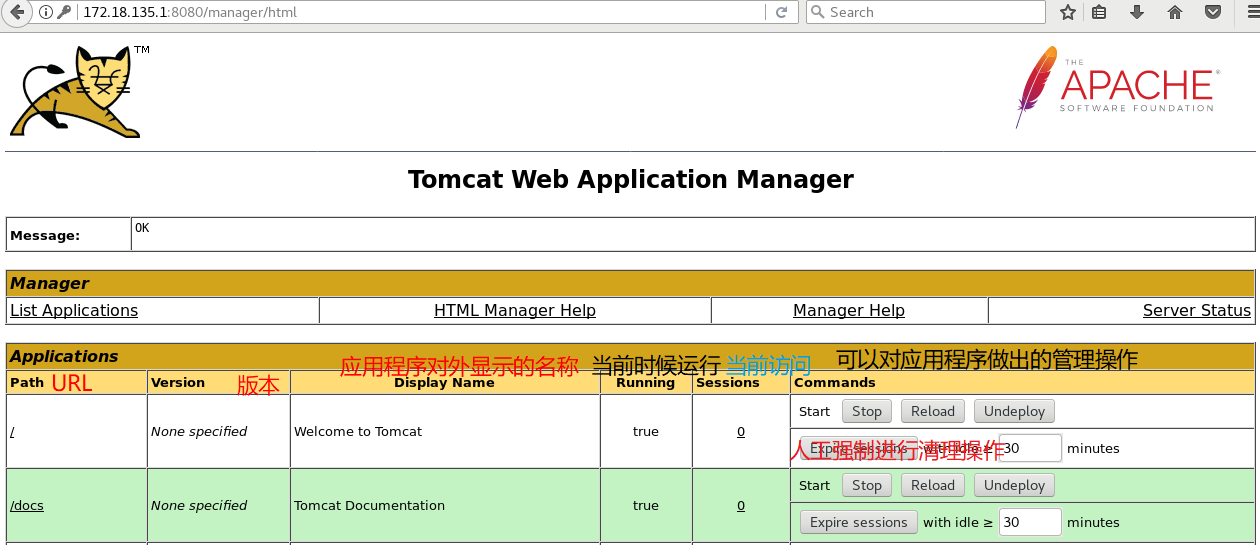 172.18.135.1:8080/manager/html
Search
TM
THE
APACHE®
SOFTWARE FOUNDATION
Tomcat Web Application Manager
Message: OK
Manager
List Applications HTML Manager Help Manager Help Server Status
Applications 应用程序对外显示的名称 当前时候运行 当前访问 可以对应用程序做出的管理操作
Path URL Version 版本 Display Name Running Sessions Commands
/ None specified Welcome to Tomcat true 0 Start Stop Reload Undeploy
人工强制进行清理操作
Expire sessions with idle ≥ 30 minutes
/docs None specified Tomcat Documentation true 0 Start Stop Reload Undeploy
Expire sessions with idle ≥ 30 minutes